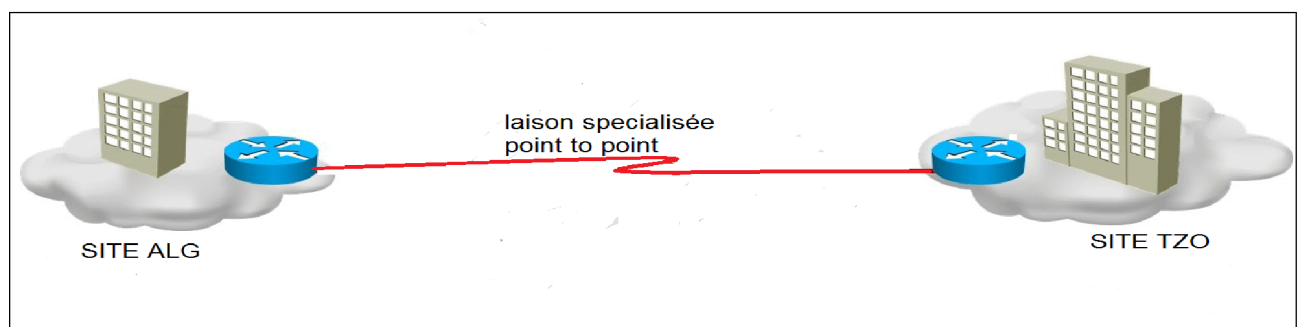 laison specialisée
point to point
SITE ALG
SITE TZO